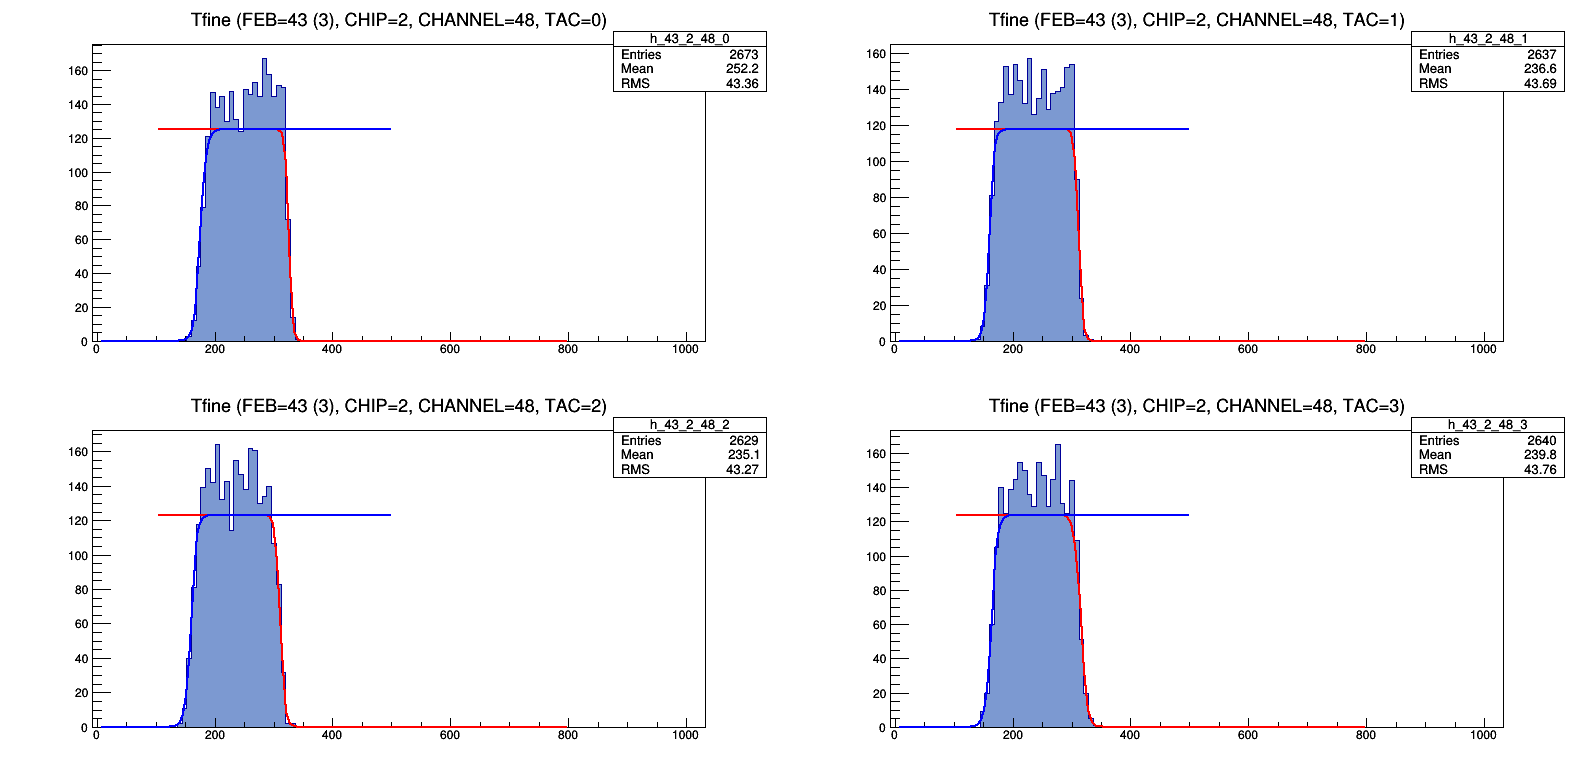 Tfine (FEB=43 (3), CHIP=2, CHANNEL=48, TAC=0)
h_43_2_48_0
Entries 2673
Mean 252.2
RMS 43.36
160
140
120
100
80
60
40
20
0
0 200 400 600 800 1000
Tfine (FEB=43 (3), CHIP=2, CHANNEL=48, TAC=1)
h_43_2_48_1
Entries 2637
Mean 236.6
RMS 43.69
160
140
120
100
80
60
40
20
0
0 200 400 600 800 1000
Tfine (FEB=43 (3), CHIP=2, CHANNEL=48, TAC=2)
h_43_2_48_2
Entries 2629
Mean 235.1
RMS 43.27
160
140
120
100
80
60
40
20
0
0 200 400 600 800 1000
Tfine (FEB=43 (3), CHIP=2, CHANNEL=48, TAC=3)
h_43_2_48_3
Entries 2640
Mean 239.8
RMS 43.76
160
140
120
100
80
60
40
20
0
0 200 400 600 800 1000